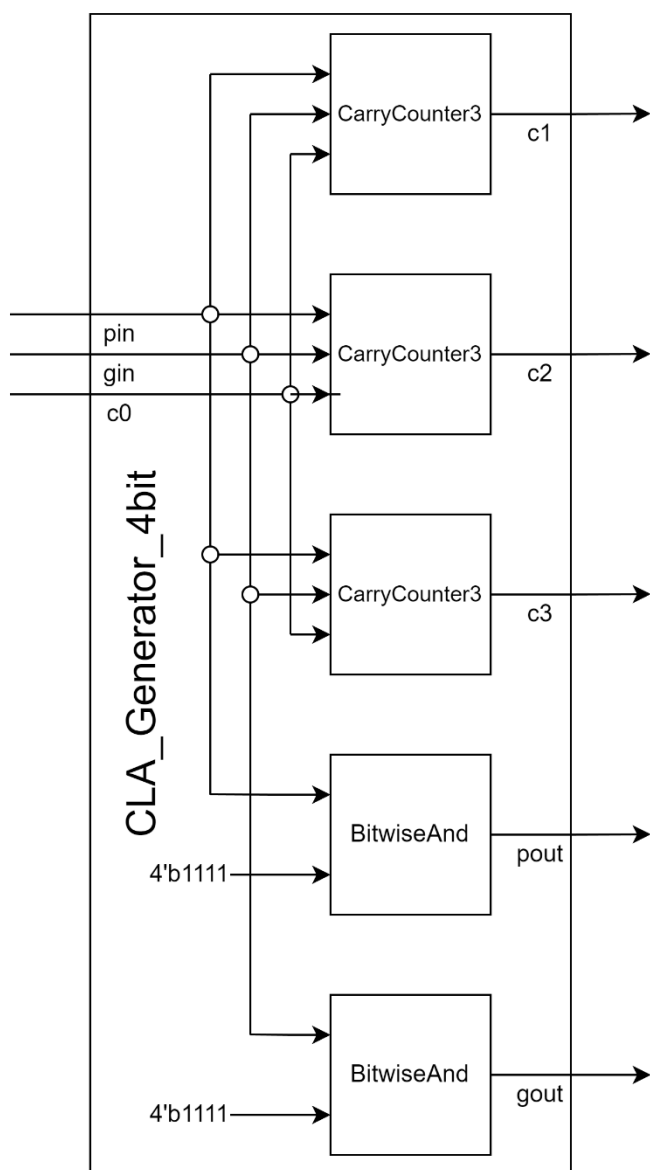 CarryCounter3
c1
pin
gin
c0
CarryCounter3
c2
CLA_Generator_4bit
CarryCounter3
c3
BitwiseAnd
pout
4'b1111
BitwiseAnd
gout
4'b1111